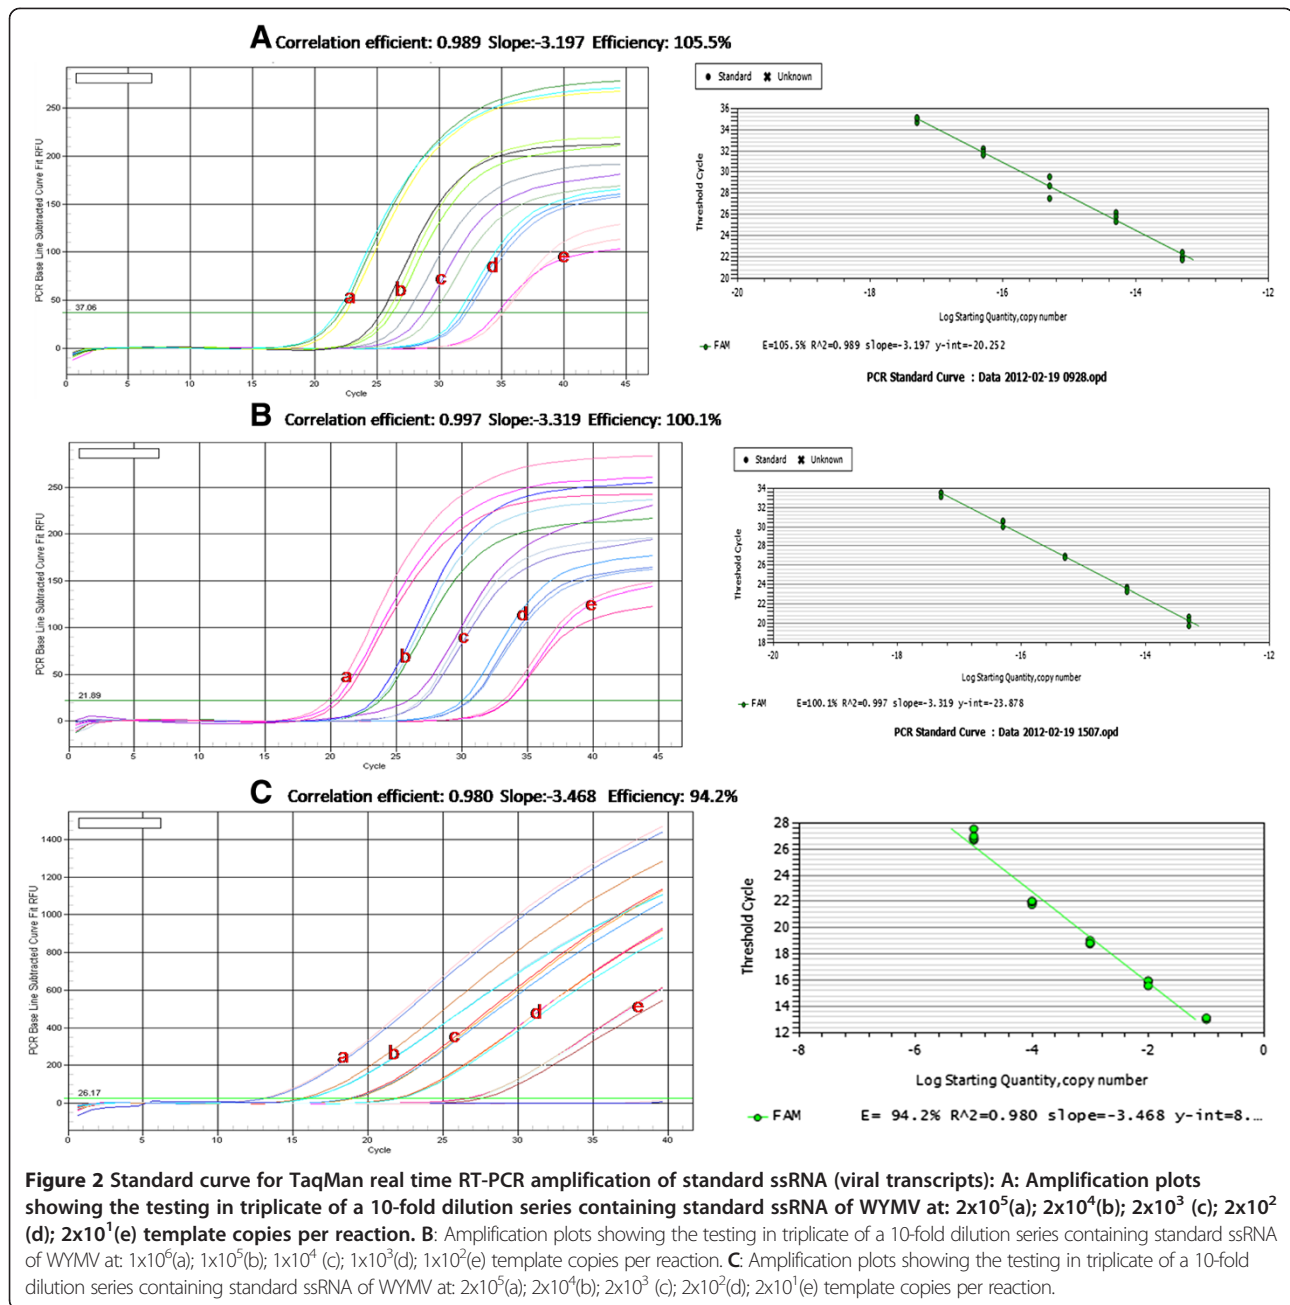 A Correlation efficient: 0.989 Slope:-3.197 Efficiency: 105.5%
PCR Base Line Subtracted Curve Fit RFU
250
200
150
100
50
0
37.06
a
b
c
d
e
0 5 10 15 20 25 30 35 40 45
Cycle
Standard Unknown
Threshold Cycle
36
34
32
30
28
26
24
22
20
-20 -18 -16 -14 -12
Log Starting Quantity, copy number
FAM E=105.5% R^2=0.989 slope=-3.197 y-int=-20.252
PCR Standard Curve : Data 2012-02-19 0928.opd
B Correlation efficient: 0.997 Slope:-3.319 Efficiency: 100.1%
PCR Base Line Subtracted Curve Fit RFU
250
200
150
100
50
0
21.89
a
b
c
d
e
0 5 10 15 20 25 30 35 40 45
Cycle
Standard Unknown
Threshold Cycle
34
30
26
22
20
18
-20 -18 -16 -14 -12
Log Starting Quantity, copy number
FAM E=100.1% R^2=0.997 slope=-3.319 y-int=-23.878
PCR Standard Curve : Data 2012-02-19 1507.opd
C Correlation efficient: 0.980 Slope:-3.468 Efficiency: 94.2%
PCR Base Line Subtracted Curve Fit RFU
1400
1200
1000
800
600
400
200
0
26.17
a
b
c
d
e
0 5 10 15 20 25 30 35 40
Cycle
Threshold Cycle
28
26
24
22
20
18
16
14
12
-8 -6 -4 -2 0
Log Starting Quantity, copy number
FAM E= 94.2% R^2=0.980 slope=-3.468 y-int=8....
Figure 2 Standard curve for TaqMan real time RT-PCR amplification of standard ssRNA (viral transcripts): A: Amplification plots
showing the testing in triplicate of a 10-fold dilution series containing standard ssRNA of WYMV at: 2x10⁵(a); 2x10⁴(b); 2x10³ (c); 2x10²
(d); 2x10¹(e) template copies per reaction. B: Amplification plots showing the testing in triplicate of a 10-fold dilution series containing standard ssRNA
of WYMV at: 1x10⁶(a); 1x10⁵(b); 1x10⁴ (c); 1x10³(d); 1x10²(e) template copies per reaction. C: Amplification plots showing the testing in triplicate of a 10-fold
dilution series containing standard ssRNA of WYMV at: 2x10⁵(a); 2x10⁴(b); 2x10³ (c); 2x10²(d); 2x10¹(e) template copies per reaction.